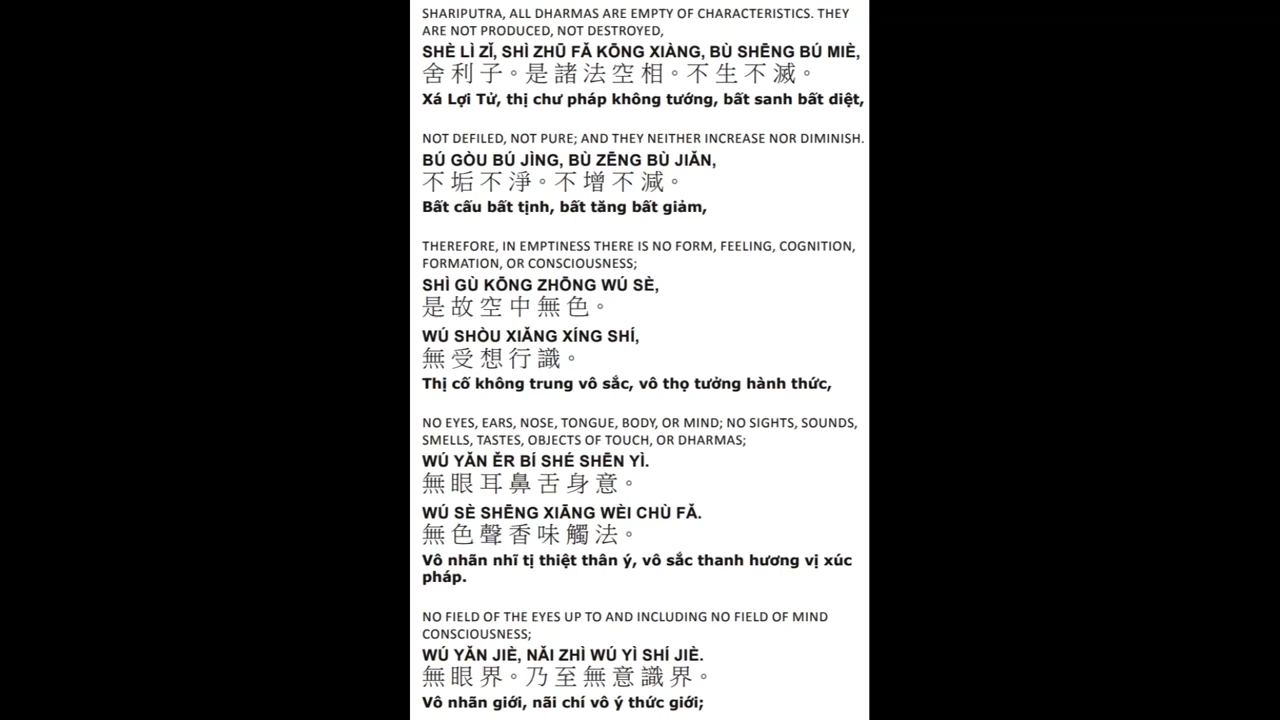 SHARIPUTRA, ALL DHARMAS ARE EMPTY OF CHARACTERISTICS. THEY
ARE NOT PRODUCED, NOT DESTROYED,
SHÈ LÌ ZǏ, SHÌ ZHŪ FǍ KŌNG XIÀNG, BÙ SHĒNG BÚ MIÈ,
舍利子。是諸法空相。不生不滅。
Xá Lợi Tử, thị chư pháp không tướng, bất sanh bất diệt,
NOT DEFILED, NOT PURE; AND THEY NEITHER INCREASE NOR DIMINISH.
BÚ GÒU BÚ JÌNG, BÙ ZĒNG BÙ JIǍN,
不垢不淨。不增不減。
Bất cấu bất tịnh, bất tăng bất giảm,
THEREFORE, IN EMPTINESS THERE IS NO FORM, FEELING, COGNITION,
FORMATION, OR CONSCIOUSNESS;
SHÌ GÙ KŌNG ZHŌNG WÚ SÈ,
是故空中無色。
WÚ SHÒU XIǍNG XÍNG SHÍ,
無受想行識。
Thị cố không trung vô sắc, vô thọ tưởng hành thức,
NO EYES, EARS, NOSE, TONGUE, BODY, OR MIND; NO SIGHTS, SOUNDS,
SMELLS, TASTES, OBJECTS OF TOUCH, OR DHARMAS;
WÚ YǍN ĚR BÍ SHÉ SHĒN YÌ.
無眼耳鼻舌身意。
WÚ SÈ SHĒNG XIĀNG WÈI CHÙ FǍ.
無色聲香味觸法。
Vô nhãn nhĩ tị thiệt thân ý, vô sắc thanh hương vị xúc
pháp.
NO FIELD OF THE EYES UP TO AND INCLUDING NO FIELD OF MIND
CONSCIOUSNESS;
WÚ YǍN JIÈ, NǍI ZHÌ WÚ YÌ SHÍ JIÈ.
無眼界。乃至無意識界。
Vô nhãn giới, nãi chí vô ý thức giới;